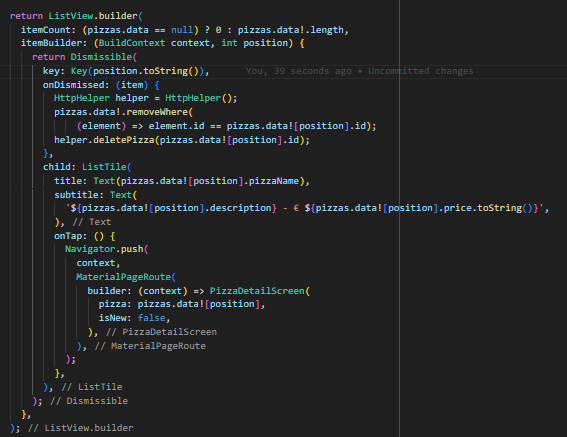 return ListView.builder(
itemCount: (pizzas.data == null) ? 0 : pizzas.data!.length,
itemBuilder: (BuildContext context, int position) {
return Dismissible(
key: Key(position.toString()), You, 39 seconds ago • Uncommitted changes
onDismissed: (item) {
HttpHelper helper = HttpHelper();
pizzas.data!.removeWhere(
(element) => element.id == pizzas.data![position].id);
helper.deletePizza(pizzas.data![position].id);
},
child: ListTile(
title: Text(pizzas.data![position].pizzaName),
subtitle: Text(
'${pizzas.data![position].description} - € ${pizzas.data![position].price.toString()}',
), // Text
onTap: () {
Navigator.push(
context,
MaterialPageRoute(
builder: (context) => PizzaDetailScreen(
pizza: pizzas.data![position],
isNew: false,
), // PizzaDetailScreen
), // MaterialPageRoute
);
},
), // ListTile
); // Dismissible
},
); // ListView.builder